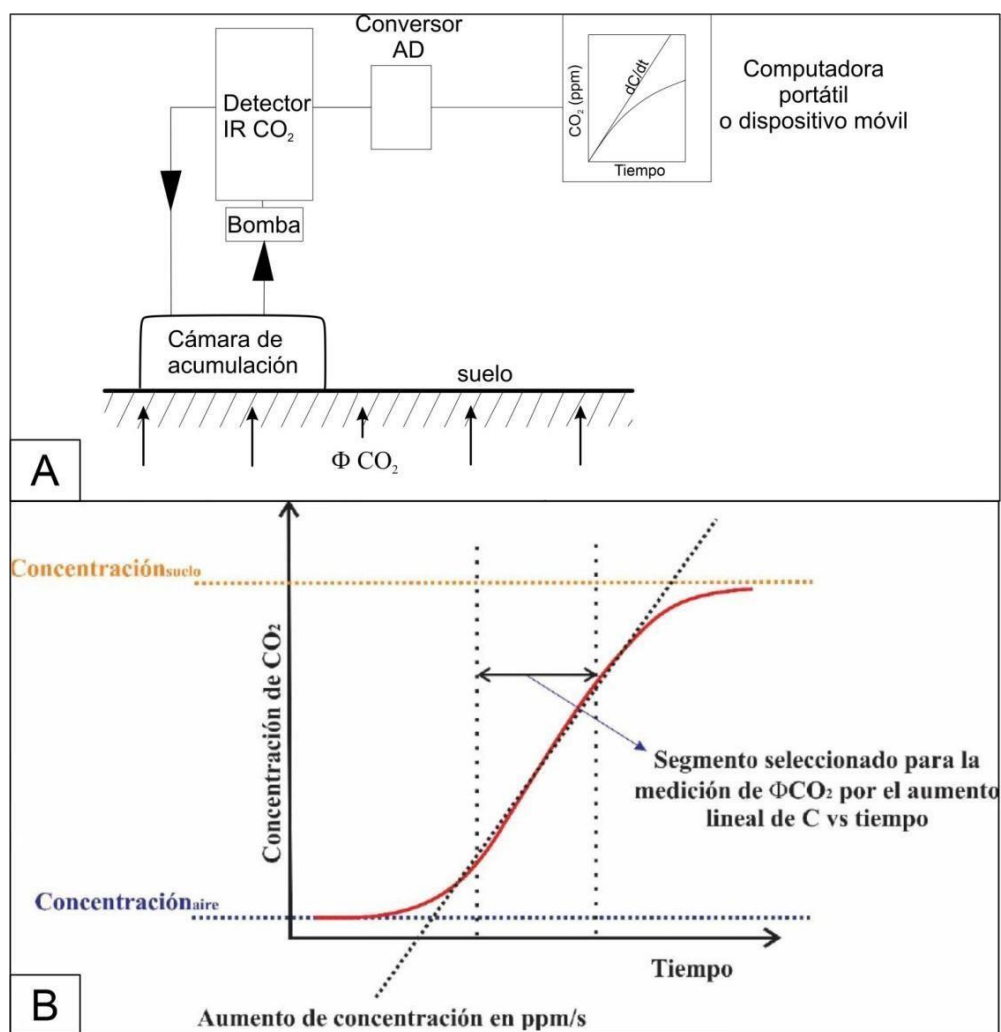 Conversor
AD
Detector
IR CO₂
Bomba
CO₂ (ppm)
dC/dt
Tiempo
Computadora
portátil
o dispositivo móvil
Cámara de
acumulación
suelo
Φ CO₂
A
Concentraciónsuelo
Concentración de CO₂
Segmento seleccionado para la
medición de ΦCO₂ por el aumento
lineal de C vs tiempo
Concentraciónaire
Tiempo
Aumento de concentración en ppm/s
B